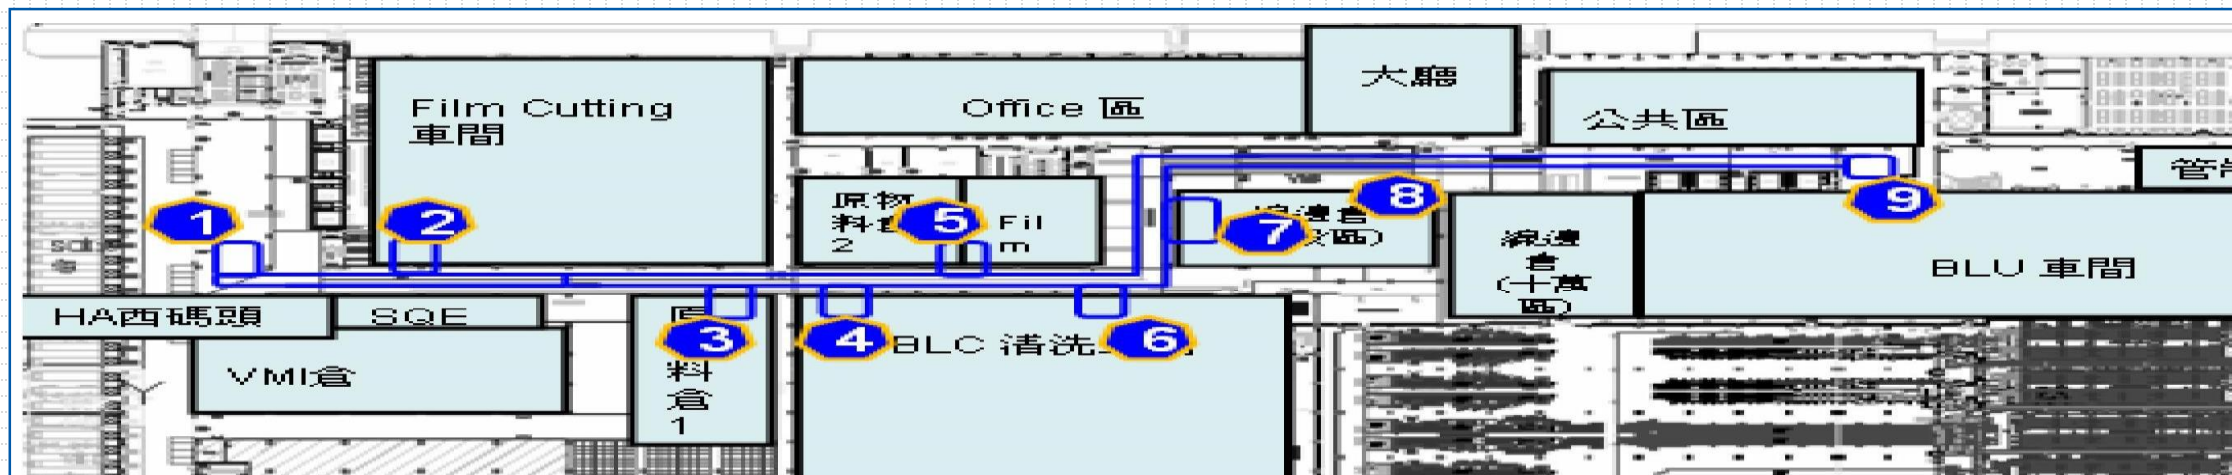 Film Cutting
車間
Office 區
大廳
公共區
管
原物
料
2
Fil
m
1
2
5
8
7
9
線邊
倉
(十萬
區)
BLU 車間
HA西碼頭
SQE
3
4
6
BLC 清洗
VMI倉
料
倉
1